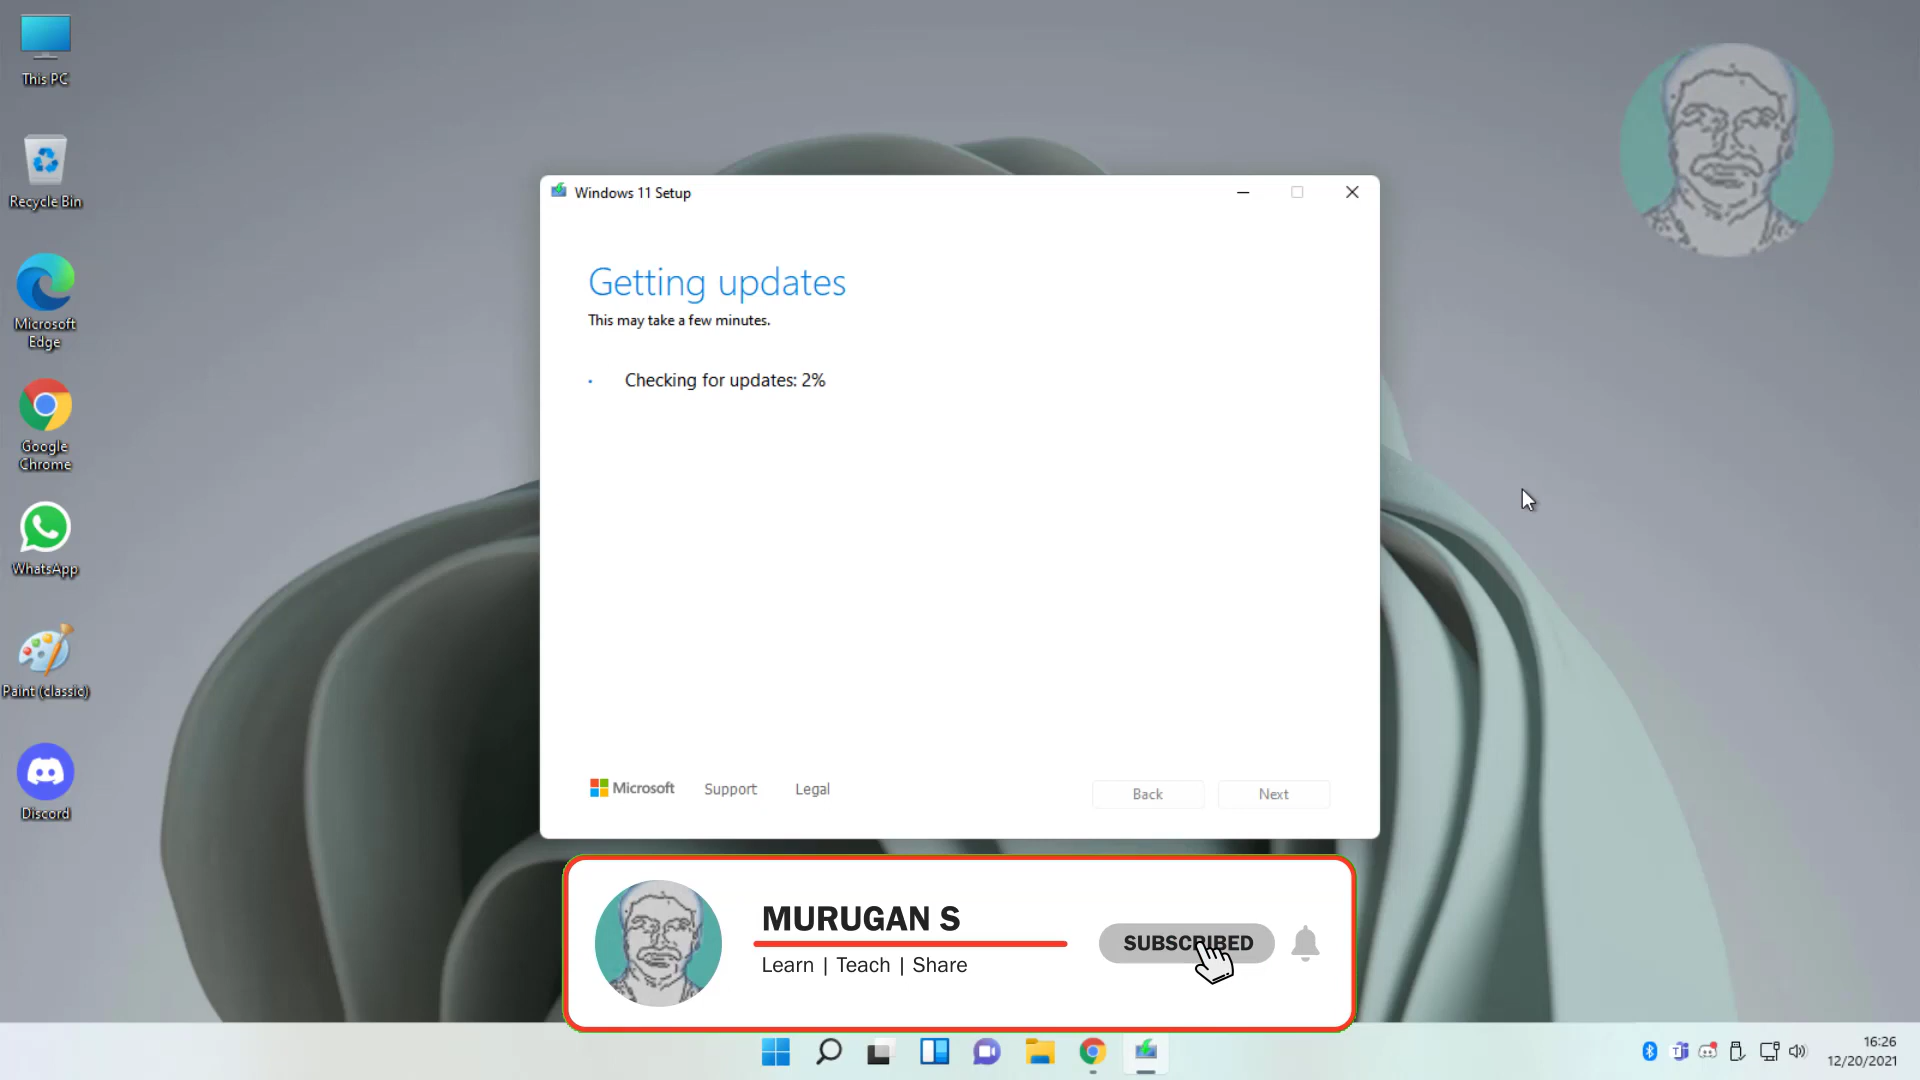 This PC
Recycle Bin
Microsoft
Edge
Google
Chrome
WhatsApp
Paint (classic)
Discord
Windows 11 Setup
Getting updates
This may take a few minutes.
Checking for updates: 2%
Microsoft Support Legal
Back Next
MURUGAN S
Learn | Teach | Share
SUBSCRIBED
16:26
12/20/2021